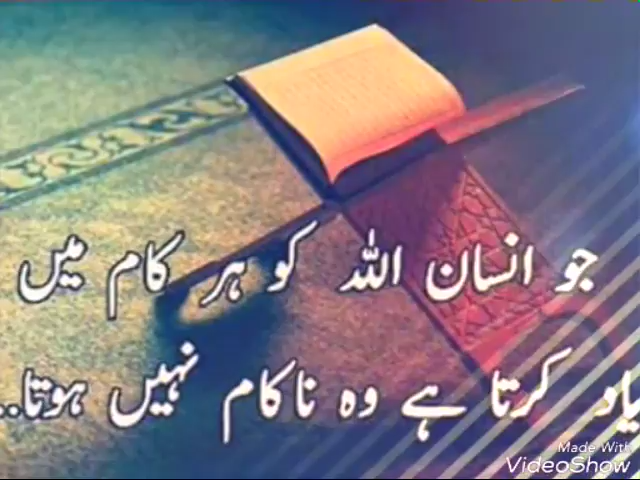 جو انسان اللہ کو ہر کام میں
یاد کرتا ہے وہ ناکام نہیں ہوتا..
Made With
VideoShow